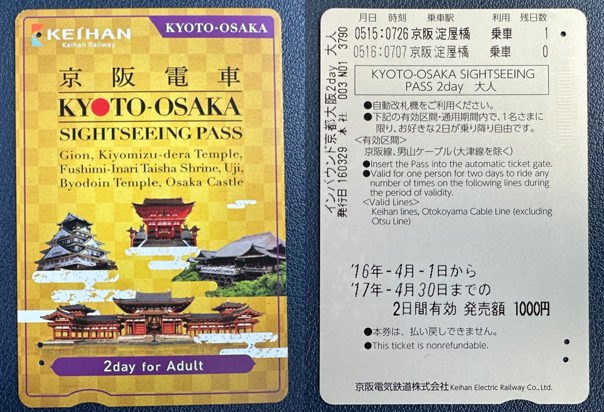 KEIHAN
Keihan Railway
KYOTO-OSAKA
京阪電車
KYOTO-OSAKA
SIGHTSEEING PASS
Gion, Kiyomizu-dera Temple,
Fushimi-Inari Taisha Shrine, Uji,
Byodoin Temple, Osaka Castle
2day for Adult
月日 時刻 乗車駅 利用 残日数
0515:0726 京阪 淀屋橋 乗車 1
0516:0707 京阪 淀屋橋 乗車 0
インバウンド京都大阪2day 大人
発行日 160329 本社 003 N01 3790
KYOTO-OSAKA SIGHTSEEING
PASS 2day 大人
●自動改札機をご利用ください。
●下記の有効区間・通用期間内で、1名さまに
限り、お好きな2日が乗り降り自由です。
<有効区間>
京阪線、男山ケーブル(大津線を除く)
●Insert the Pass into the automatic ticket gate.
●Valid for one person for two days to ride any
number of times on the following lines during
the period of validity.
<Valid Lines>
Keihan lines, Otokoyama Cable Line (excluding
Otsu Line)
'16年-4月-1日から
'17年-4月30日までの
2日間有効 発売額 1000円
●本券は、払い戻しできません。
●This ticket is nonrefundable.
京阪電気鉄道株式会社 Keihan Electric Railway Co., Ltd.